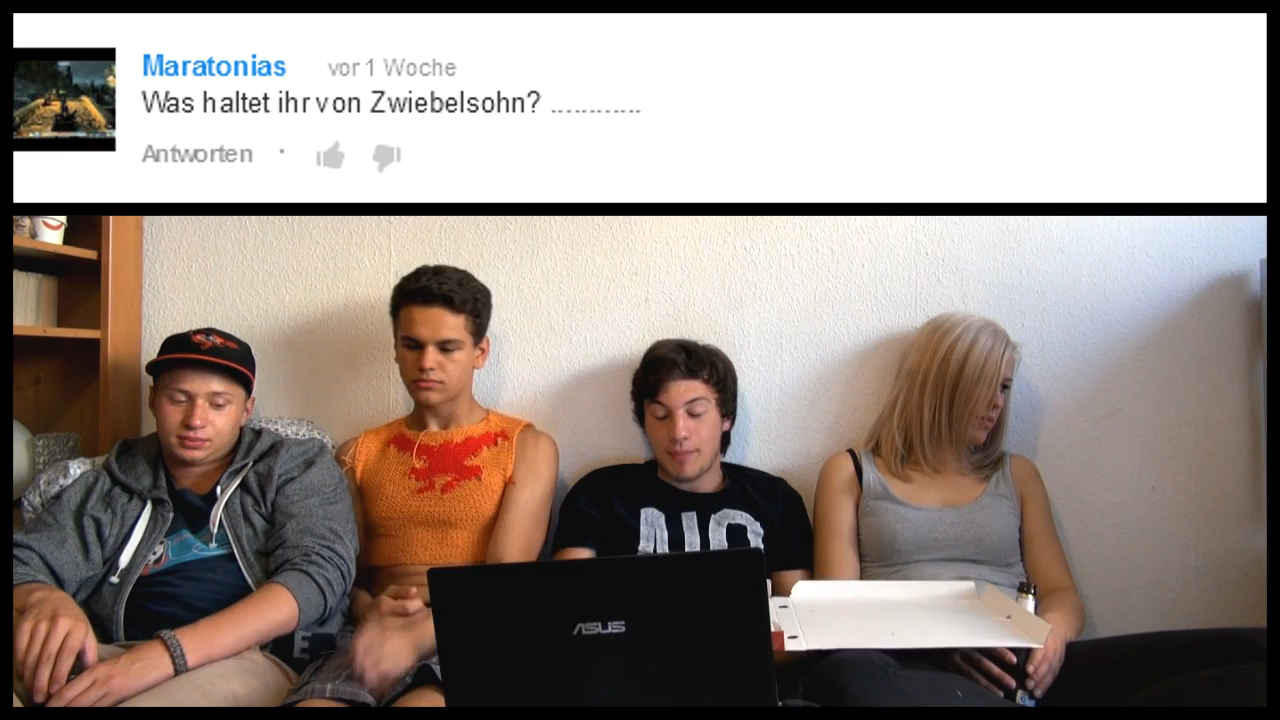 Maratonias vor 1 Woche
Was haltet ihr von Zwiebelsohn? ............
Antworten ·
ASUS